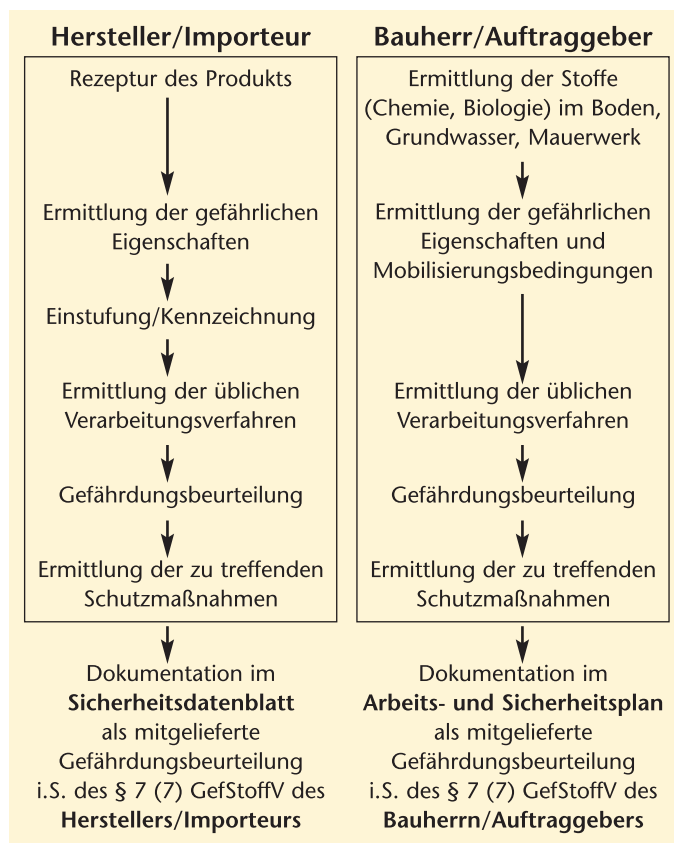 Hersteller/Importeur
Rezeptur des Produkts
Ermittlung der gefährlichen
Eigenschaften
Einstufung/Kennzeichnung
Ermittlung der üblichen
Verarbeitungsverfahren
Gefährdungsbeurteilung
Ermittlung der zu treffenden
Schutzmaßnahmen
Dokumentation im
Sicherheitsdatenblatt
als mitgelieferte
Gefährdungsbeurteilung
i.S. des § 7 (7) GefStoffV des
Herstellers/Importeurs
Bauherr/Auftraggeber
Ermittlung der Stoffe
(Chemie, Biologie) im Boden,
Grundwasser, Mauerwerk
Ermittlung der gefährlichen
Eigenschaften und
Mobilisierungsbedingungen
Ermittlung der üblichen
Verarbeitungsverfahren
Gefährdungsbeurteilung
Ermittlung der zu treffenden
Schutzmaßnahmen
Dokumentation im
Arbeits- und Sicherheitsplan
als mitgelieferte
Gefährdungsbeurteilung
i.S. des § 7 (7) GefStoffV des
Bauherrn/Auftraggebers